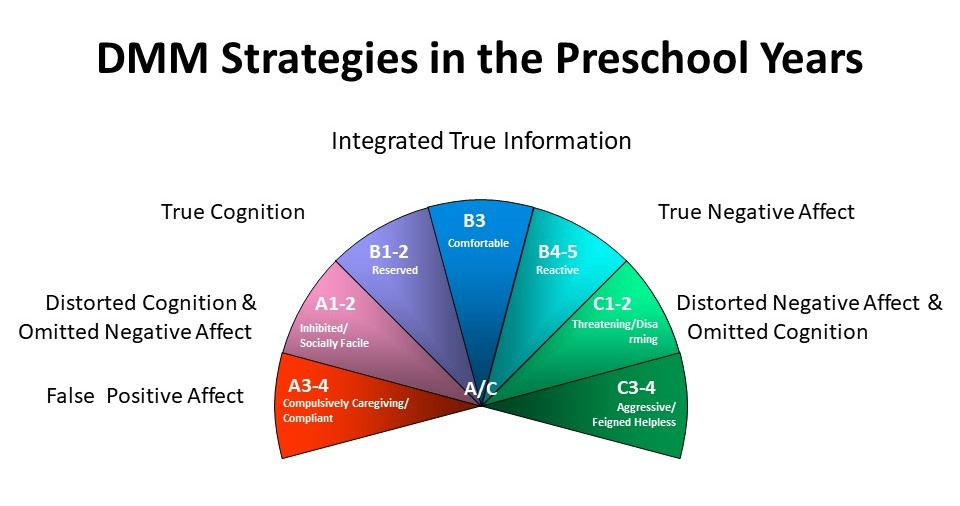 DMM Strategies in the Preschool Years
Integrated True Information
True Cognition
True Negative Affect
B3
Comfortable
B1-2
Reserved
B4-5
Reactive
Distorted Cognition &
Omitted Negative Affect
A1-2
Inhibited/
Socially Facile
C1-2
Threatening/Disa
rming
Distorted Negative Affect &
Omitted Cognition
False Positive Affect
A3-4
Compulsively Caregiving/
Compliant
A/C
C3-4
Aggressive/
Feigned Helpless